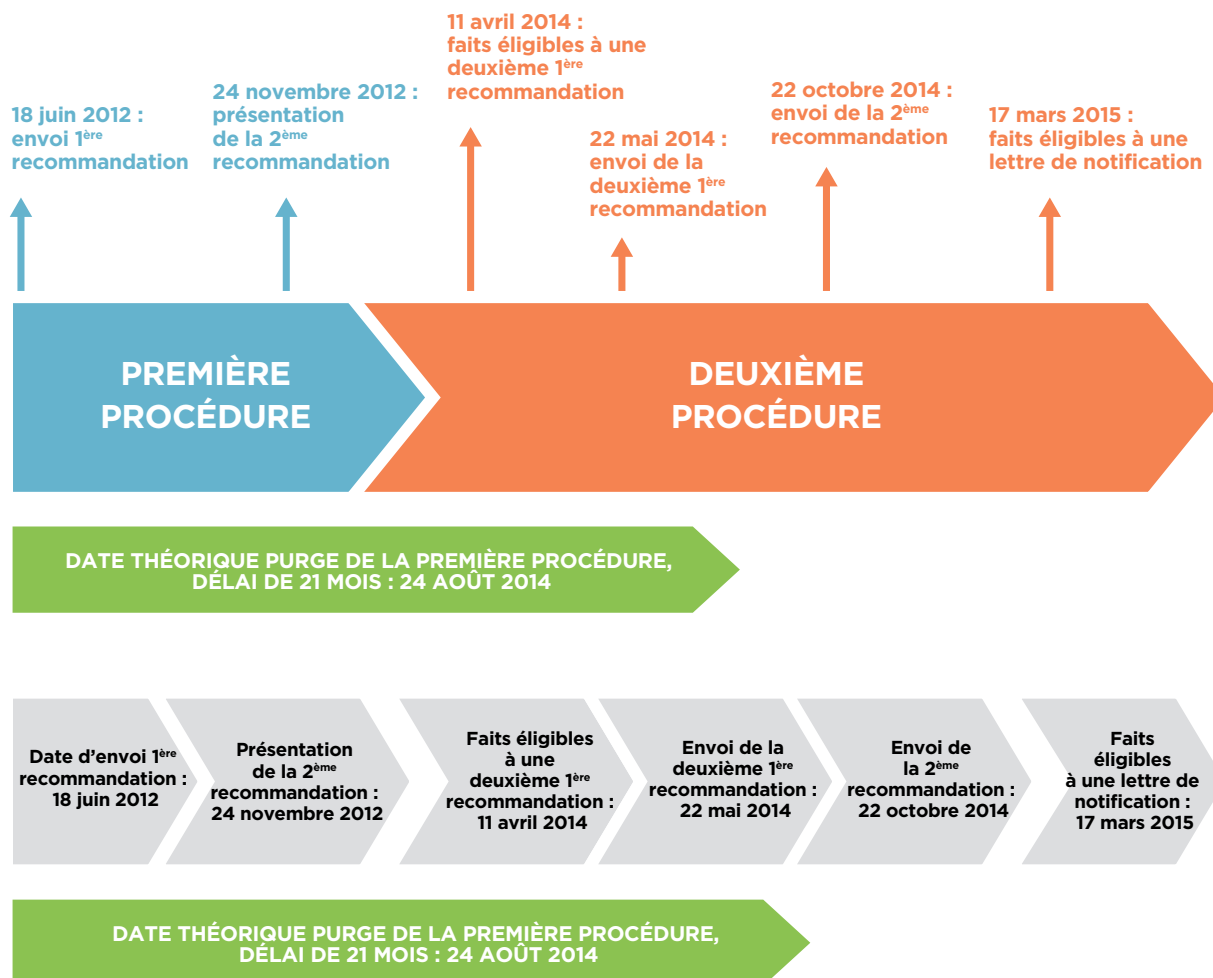 18 juin 2012 :
envoi 1ère
recommandation
24 novembre 2012 :
présentation
de la 2ème
recommandation
11 avril 2014 :
faits éligibles à une
deuxième 1ère
recommandation
22 mai 2014 :
envoi de la
deuxième 1ère
recommandation
22 octobre 2014 :
envoi de la 2ème
recommandation
17 mars 2015 :
faits éligibles à une
lettre de notification
PREMIÈRE
PROCÉDURE
DEUXIÈME
PROCÉDURE
DATE THÉORIQUE PURGE DE LA PREMIÈRE PROCÉDURE,
DÉLAI DE 21 MOIS : 24 AOÛT 2014
Date d'envoi 1ère
recommandation :
18 juin 2012
Présentation
de la 2ème
recommandation :
24 novembre 2012
Faits éligibles
à une
deuxième 1ère
recommandation :
11 avril 2014
Envoi de la
deuxième 1ère
recommandation :
22 mai 2014
Envoi de
la 2ème
recommandation :
22 octobre 2014
Faits
éligibles
à une lettre de
notification :
17 mars 2015
DATE THÉORIQUE PURGE DE LA PREMIÈRE PROCÉDURE,
DÉLAI DE 21 MOIS : 24 AOÛT 2014